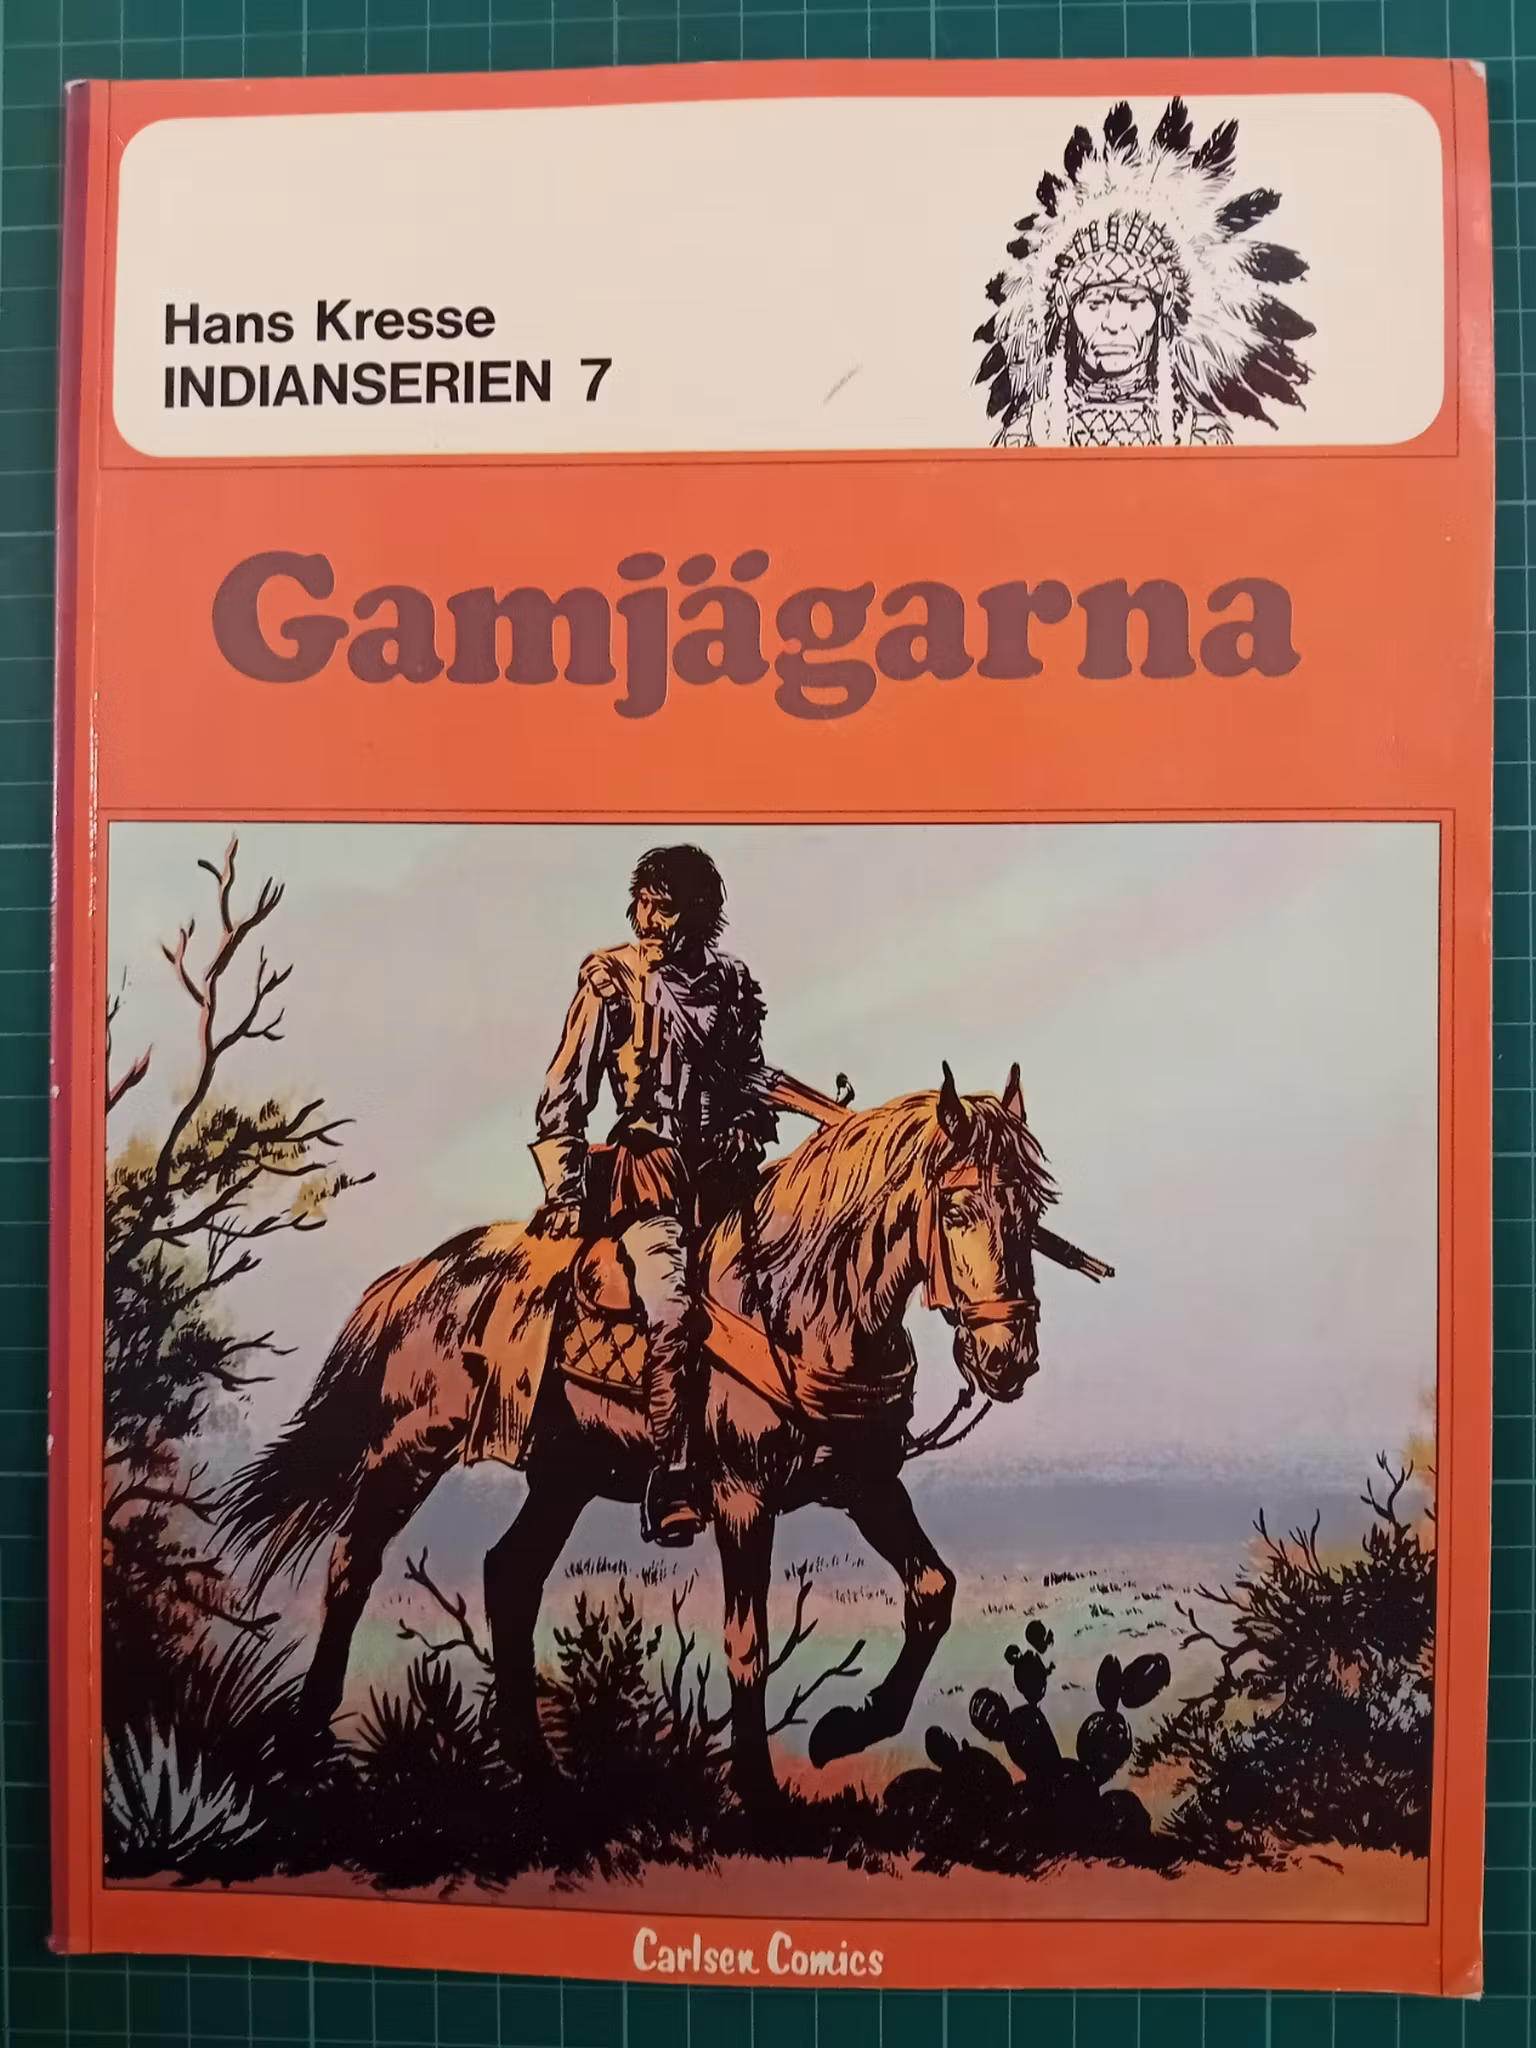 Hans Kresse
INDIANSERIEN 7
Gamjägarna
Carlsen Comics